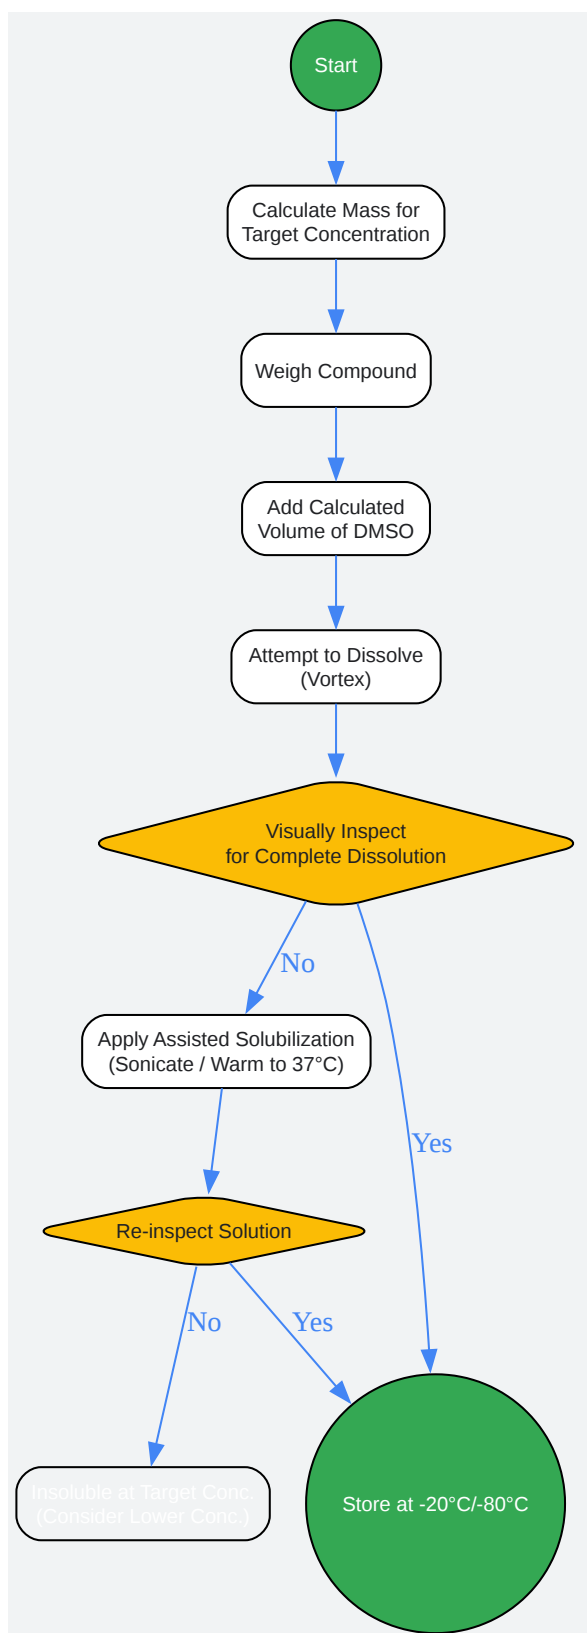 Start
Calculate Mass for
Target Concentration
Weigh Compound
Add Calculated
Volume of DMSO
Attempt to Dissolve
(Vortex)
Visually Inspect
for Complete Dissolution
No
Apply Assisted Solubilization
(Sonicate / Warm to 37°C)
Yes
Re-inspect Solution
No
Yes
Insoluble at Target Conc.
(Consider Lower Conc.)
Store at -20°C/-80°C